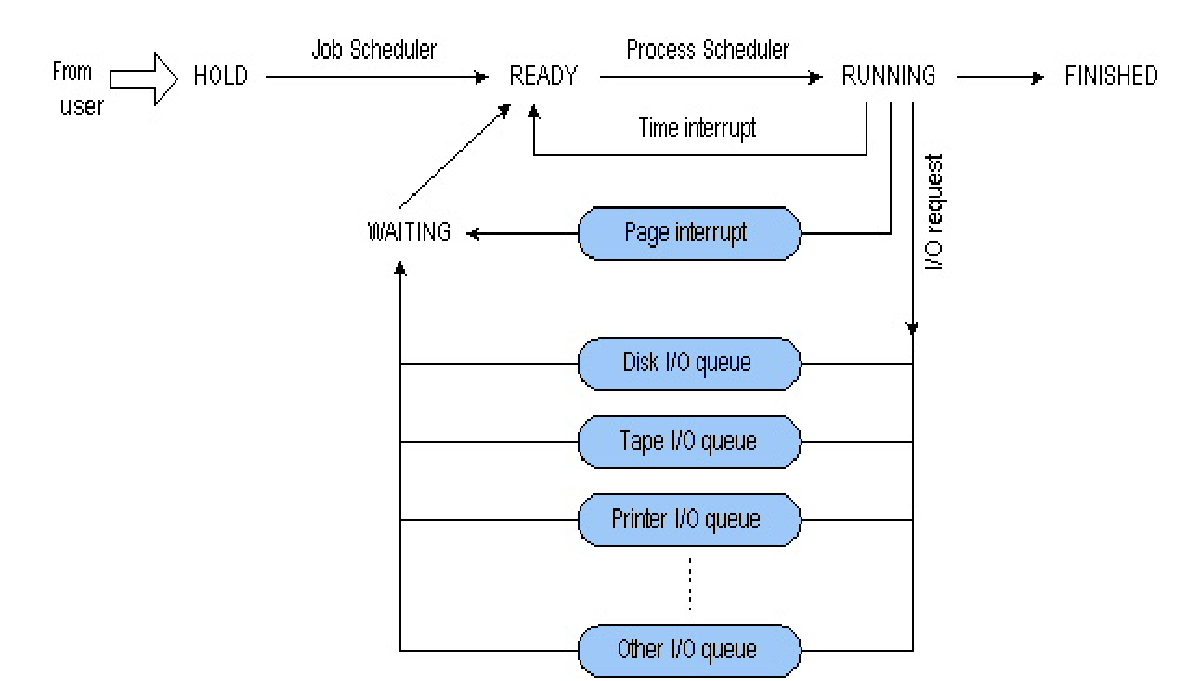 Job Scheduler
Process Scheduler
From
user
HOLD
READY
RUNNING
FINISHED
Time interrupt
I/O request
WAITING
Page interrupt
Disk I/O queue
Tape I/O queue
Printer I/O queue
Other I/O queue